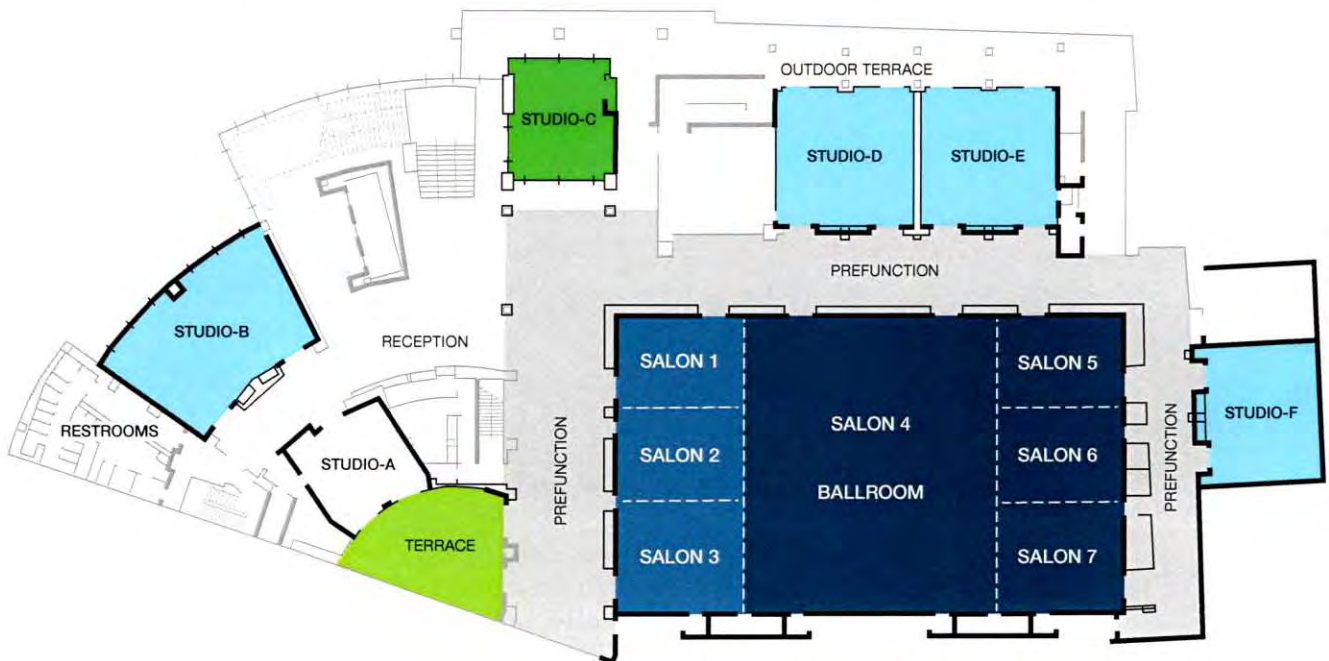 OUTDOOR TERRACE
STUDIO-C
STUDIO-D
STUDIO-E
PREFUNCTION
STUDIO-B
RECEPTION
SALON 1
SALON 5
STUDIO-F
SALON 4
RESTROOMS
SALON 2
SALON 6
STUDIO-A
PREFUNCTION
PREFUNCTION
BALLROOM
TERRACE
SALON 3
SALON 7